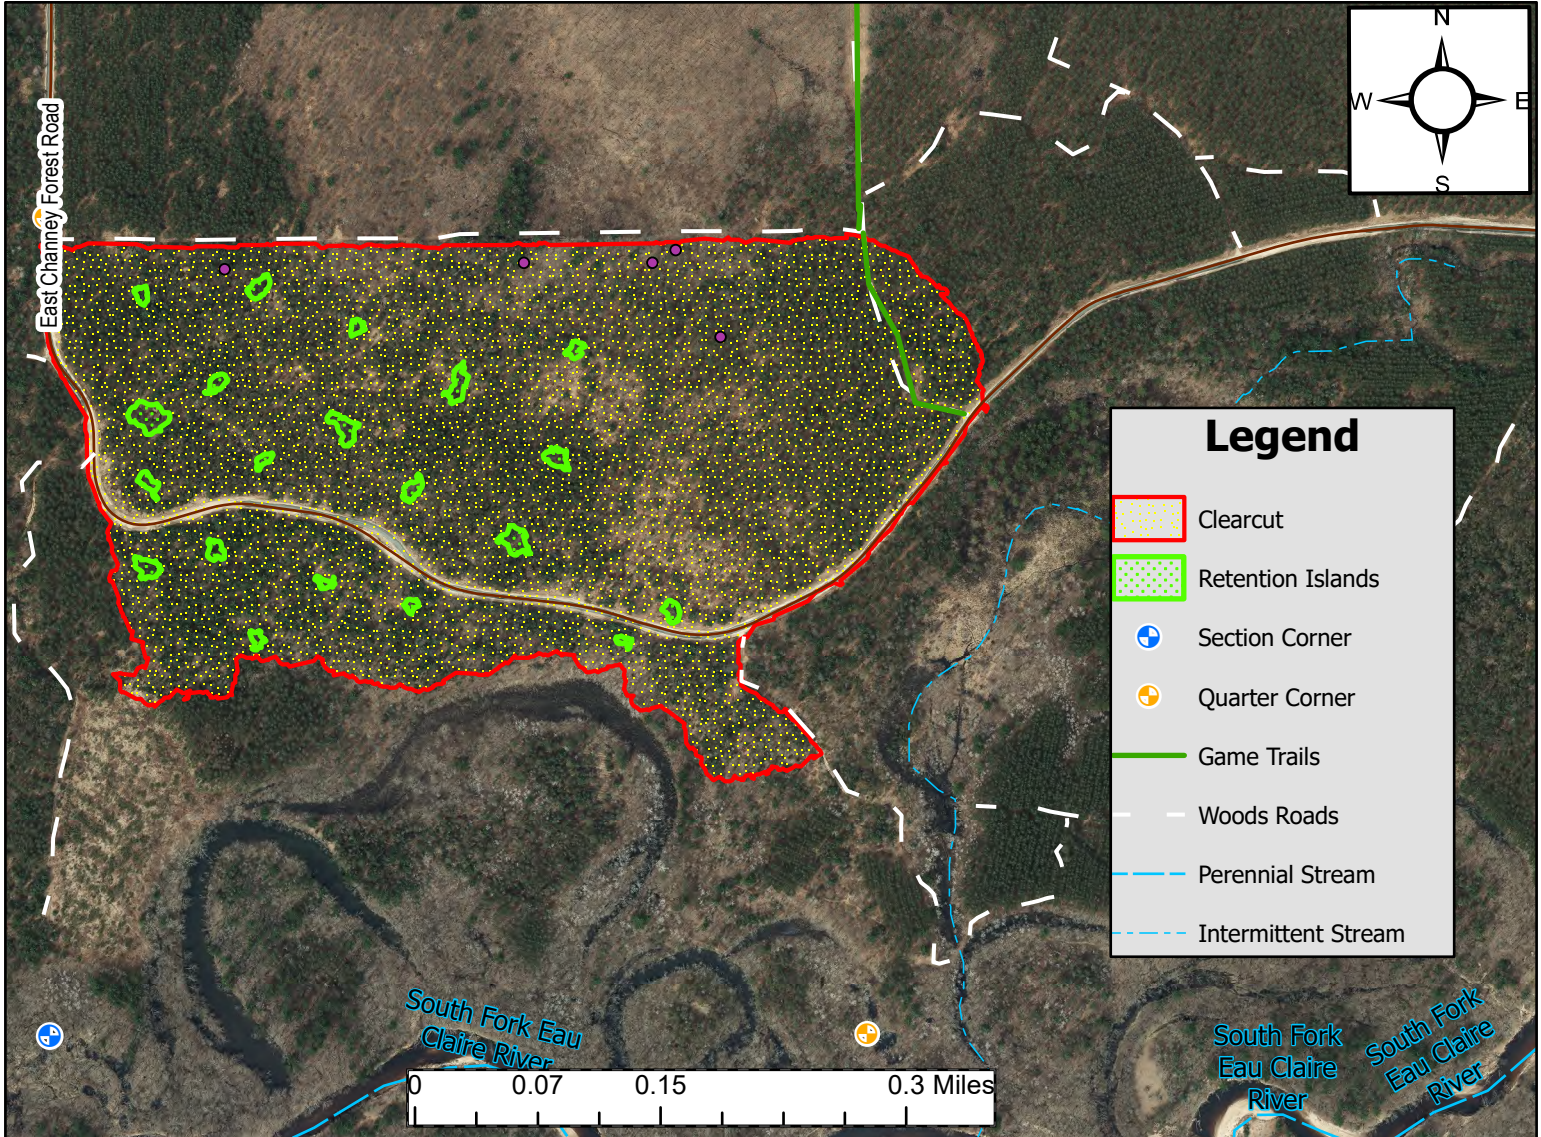 N
W E
S
East Channey Forest Road
Legend
Clearcut
Retention Islands
Section Corner
Quarter Corner
Game Trails
Woods Roads
Perennial Stream
Intermittent Stream
South Fork Eau
Claire River
South Fork
Eau Claire
River
South Fork
Eau Claire
River
0 0.07 0.15 0.3 Miles